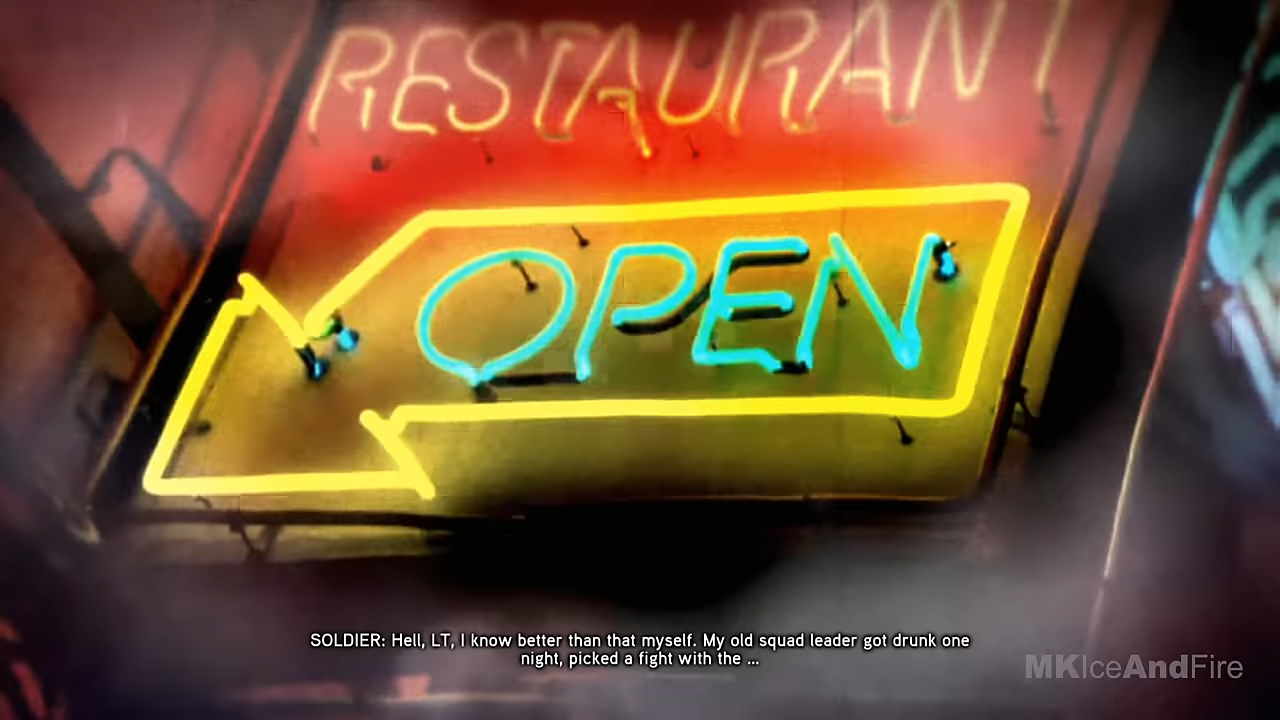 RESTAURANT
OPEN
SOLDIER: Hell, LT, I know better than that myself. My old squad leader got drunk one
night, picked a fight with the ...
MKIceAndFire